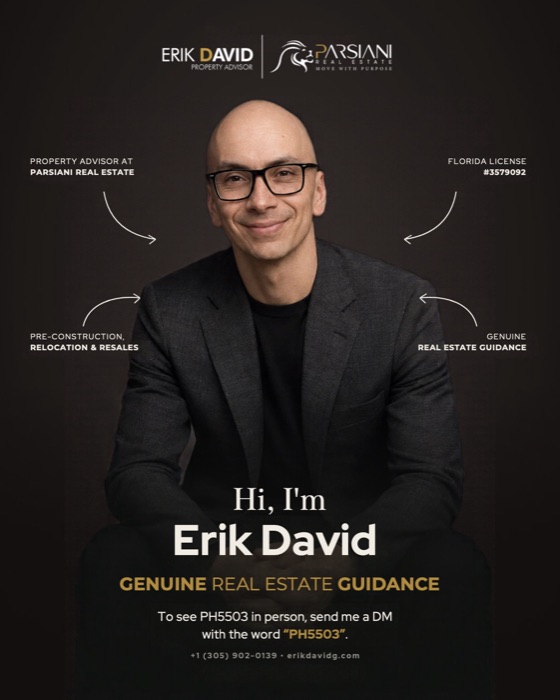 ERIK DAVID
PROPERTY ADVISOR
PARSIANI
REAL ESTATE
MOVE WITH PURPOSE
PROPERTY ADVISOR AT
PARSIANI REAL ESTATE
FLORIDA LICENSE
#3579092
PRE-CONSTRUCTION,
RELOCATION & RESALES
GENUINE
REAL ESTATE GUIDANCE
Hi, I'm
Erik David
GENUINE REAL ESTATE GUIDANCE
To see PH5503 in person, send me a DM
with the word “PH5503”.
+1 (305) 902-0139 • erikdavidg.com